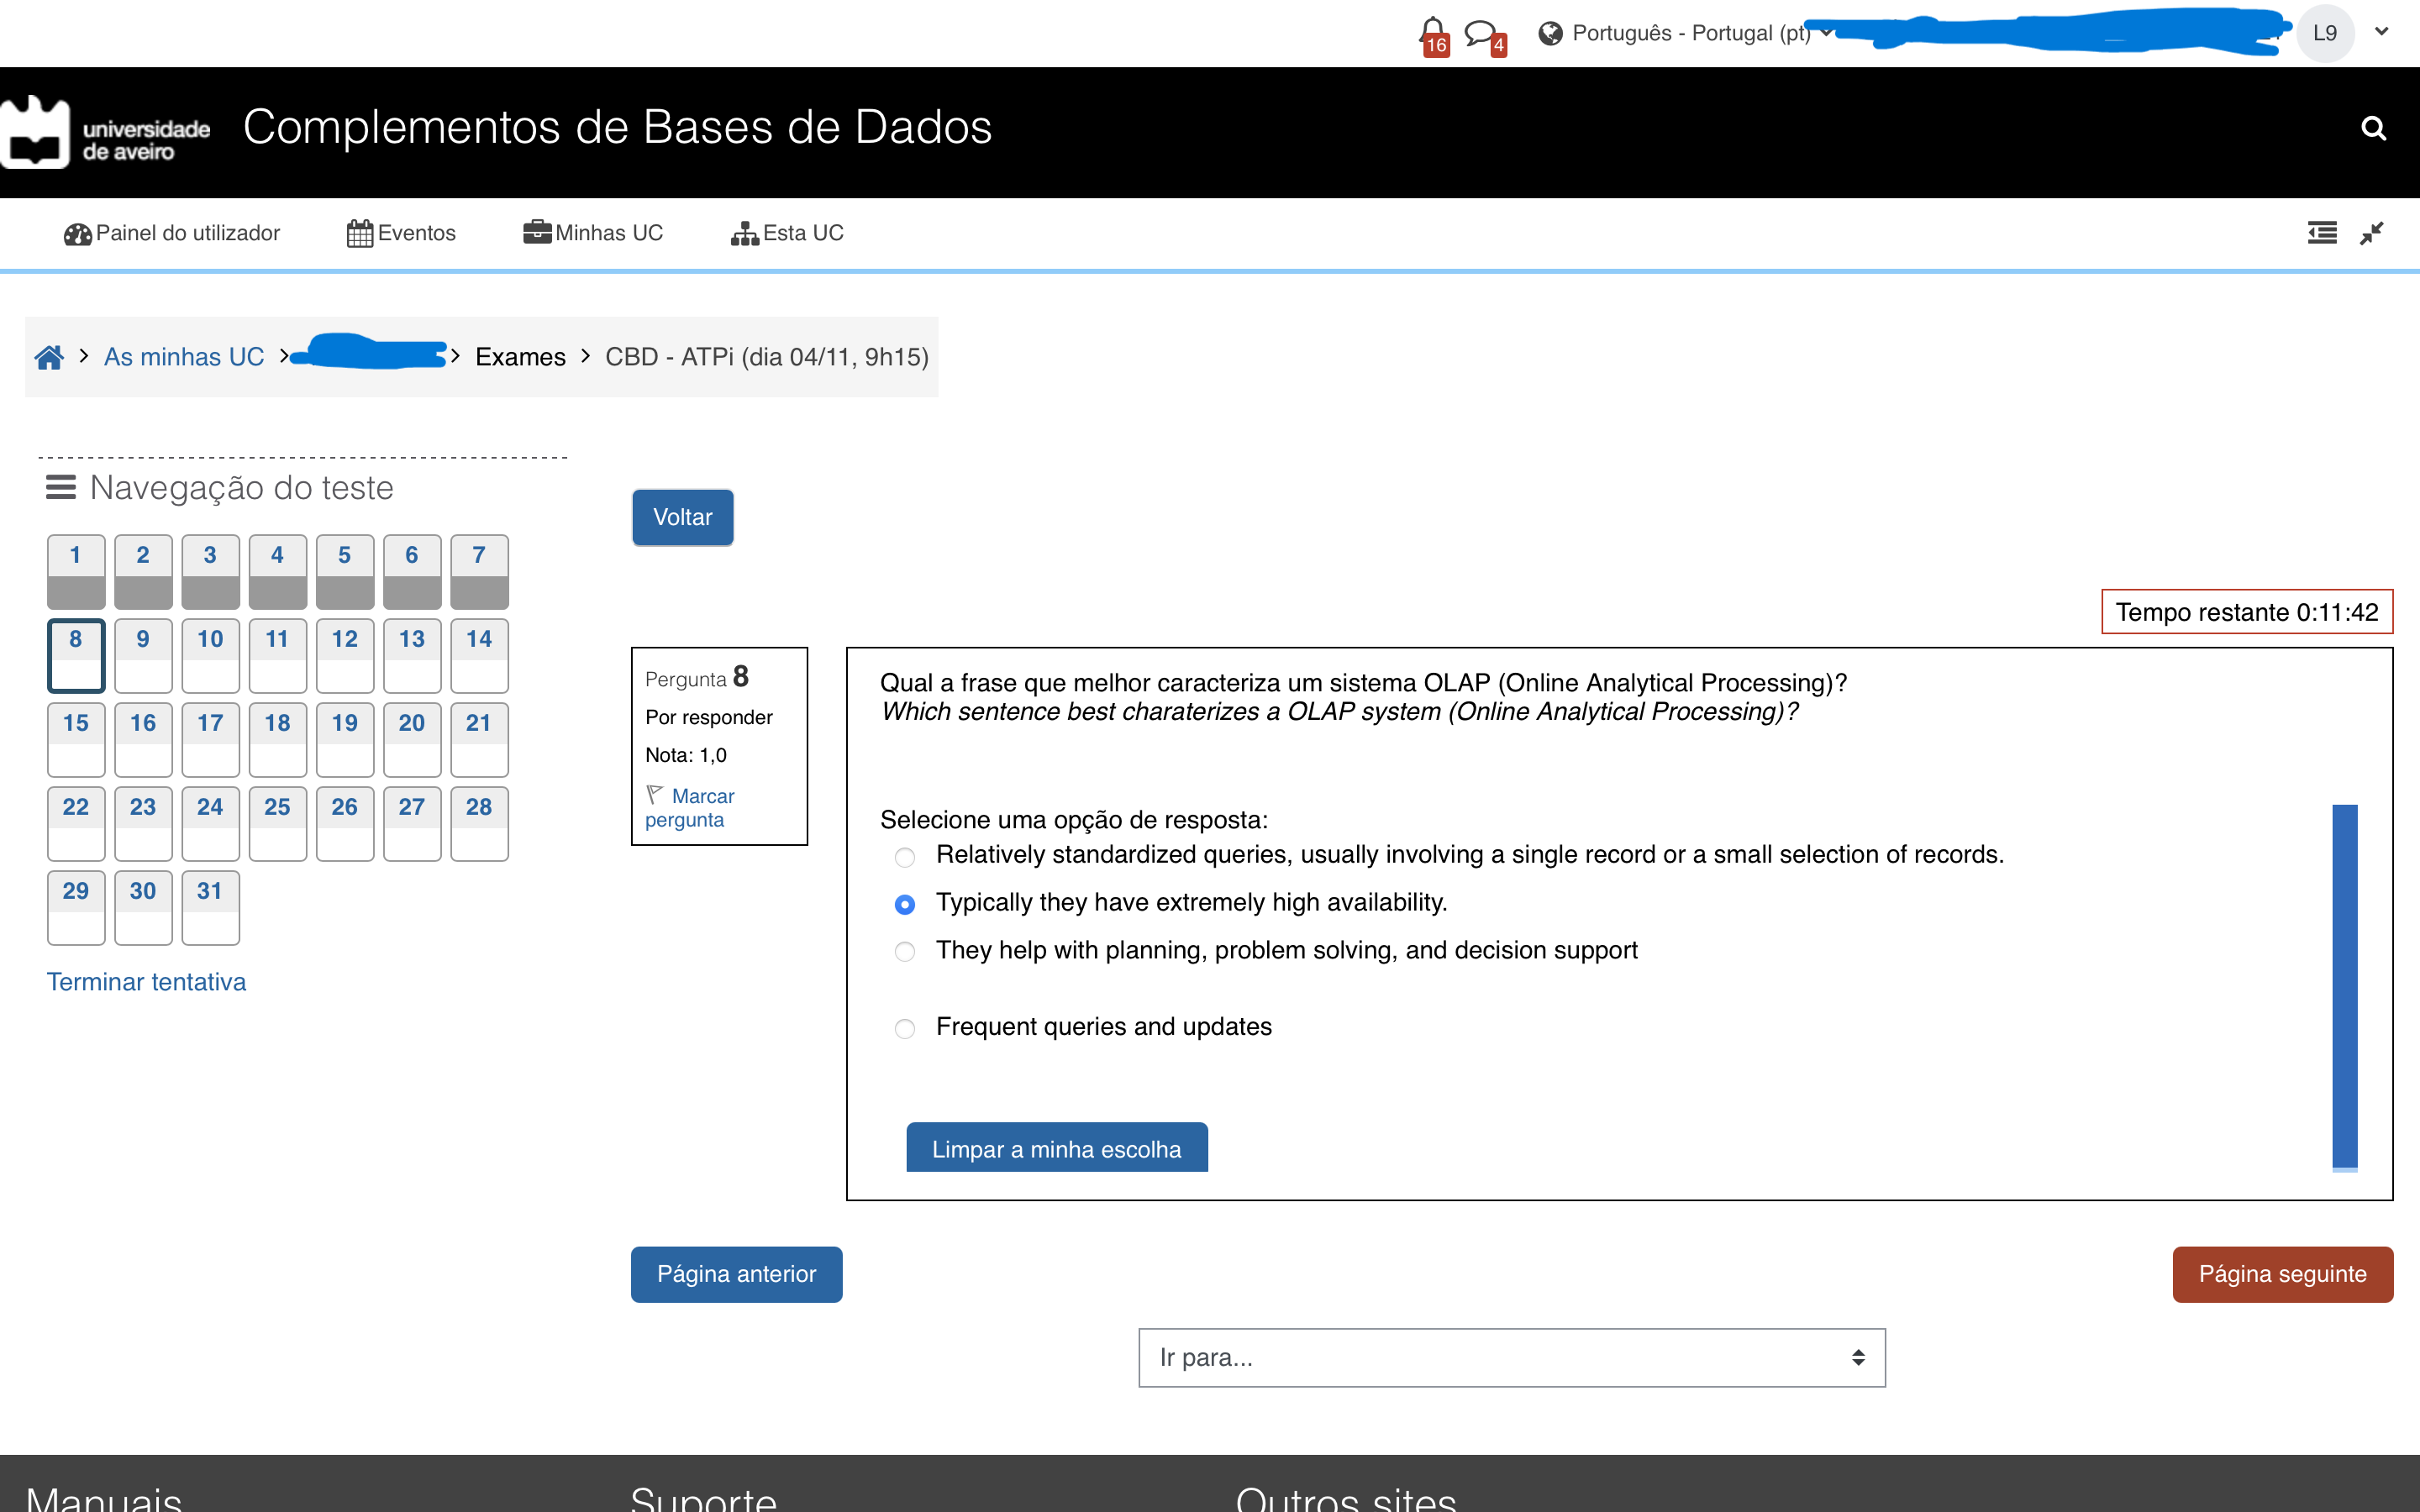 16
4
Português - Portugal (pt)
L9
universidade
de aveiro
Complementos de Bases de Dados
Painel do utilizador
Eventos
Minhas UC
Esta UC
As minhas UC
Exames
CBD - ATPi (dia 04/11, 9h15)
Navegação do teste
1 2 3 4 5 6 7
8 9 10 11 12 13 14
15 16 17 18 19 20 21
22 23 24 25 26 27 28
29 30 31
Terminar tentativa
Voltar
Tempo restante 0:11:42
Pergunta 8
Por responder
Nota: 1,0
Marcar
pergunta
Qual a frase que melhor caracteriza um sistema OLAP (Online Analytical Processing)?
Which sentence best charaterizes a OLAP system (Online Analytical Processing)?
Selecione uma opção de resposta:
Relatively standardized queries, usually involving a single record or a small selection of records.
Typically they have extremely high availability.
They help with planning, problem solving, and decision support
Frequent queries and updates
Limpar a minha escolha
Página anterior
Página seguinte
Ir para...
Manuais
Suporte
Outros sites